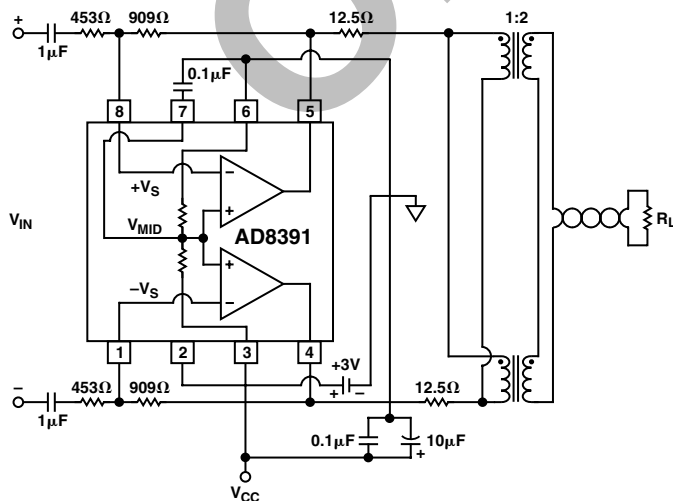 + 453Ω 909Ω 12.5Ω 1:2
1μF
0.1μF
8 7 6 5
+VS
VIN
VMID
AD8391
RL
–VS
1 2 3 4
+3V
+ –
– 453Ω 909Ω 12.5Ω
1μF
0.1μF 10μF
+
VCC